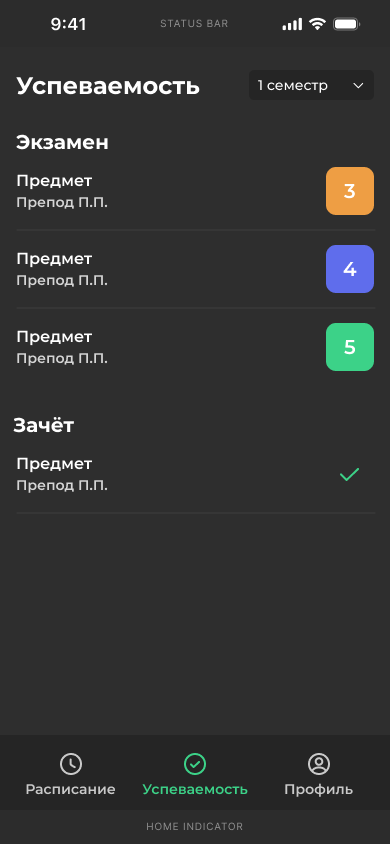 9:41
STATUS BAR
Успеваемость
1 семестр
Экзамен
Предмет
Препод П.П.
3
Предмет
Препод П.П.
4
Предмет
Препод П.П.
5
Зачёт
Предмет
Препод П.П.
Расписание
Успеваемость
Профиль
HOME INDICATOR